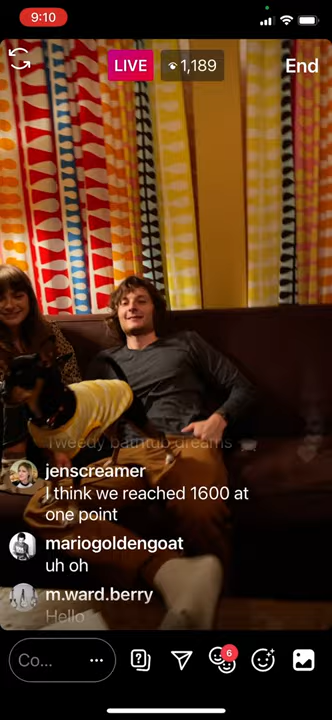 9:10
LIVE
1,189
End
Tweedy bathtub dreams
jenscreamer
I think we reached 1600 at
one point
mariogoldengoat
uh oh
m.ward.berry
Hello
Co...
6